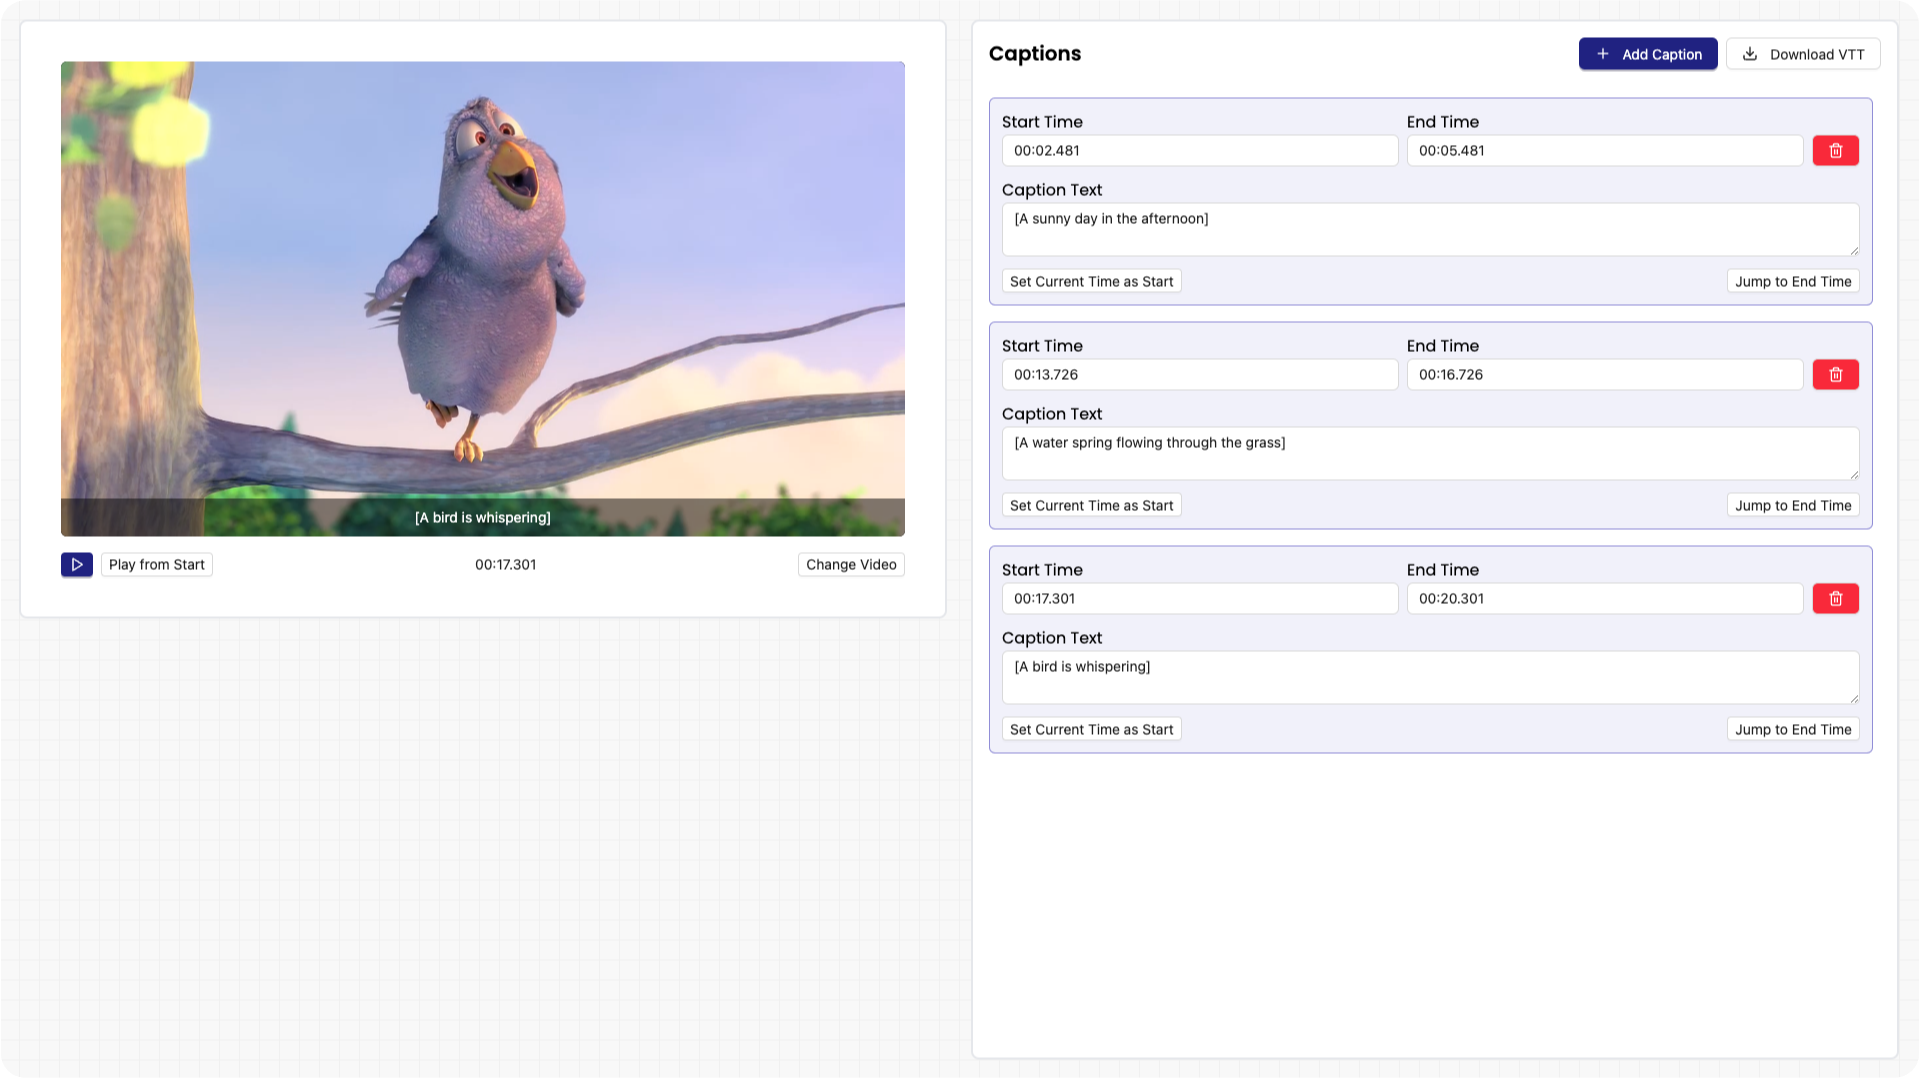 [A bird is whispering]
Play from Start
00:17.301
Change Video
Captions
Add Caption
Download VTT
Start Time
End Time
00:02.481
00:05.481
Caption Text
[A sunny day in the afternoon]
Set Current Time as Start
Jump to End Time
Start Time
End Time
00:13.726
00:16.726
Caption Text
[A water spring flowing through the grass]
Set Current Time as Start
Jump to End Time
Start Time
End Time
00:17.301
00:20.301
Caption Text
[A bird is whispering]
Set Current Time as Start
Jump to End Time